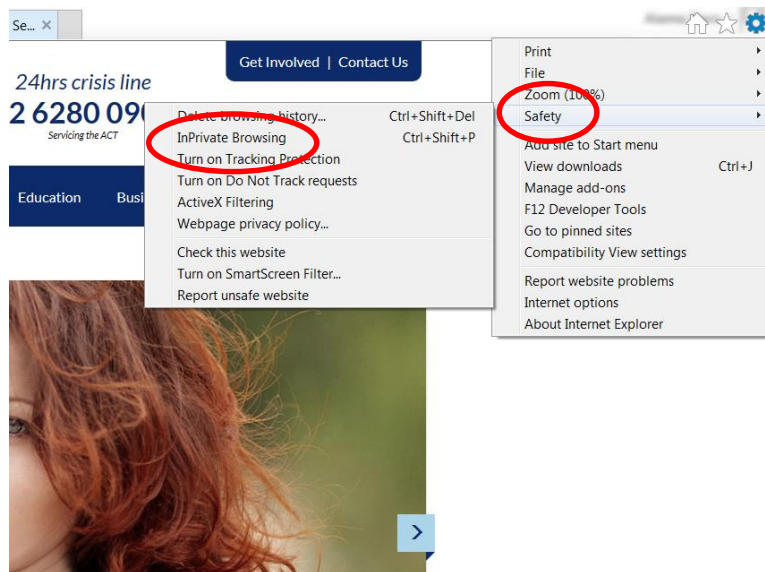 Se...
Get Involved | Contact Us
24hrs crisis line
2 6280 090
Servicing the ACT
Education
Print
File
Zoom (100%)
Safety
Add site to Start menu
View downloads Ctrl+J
Manage add-ons
F12 Developer Tools
Go to pinned sites
Compatibility View settings
Report website problems
Internet options
About Internet Explorer
Delete browsing history... Ctrl+Shift+Del
InPrivate Browsing Ctrl+Shift+P
Turn on Tracking Protection
Turn on Do Not Track requests
ActiveX Filtering
Webpage privacy policy...
Check this website
Turn on SmartScreen Filter...
Report unsafe website